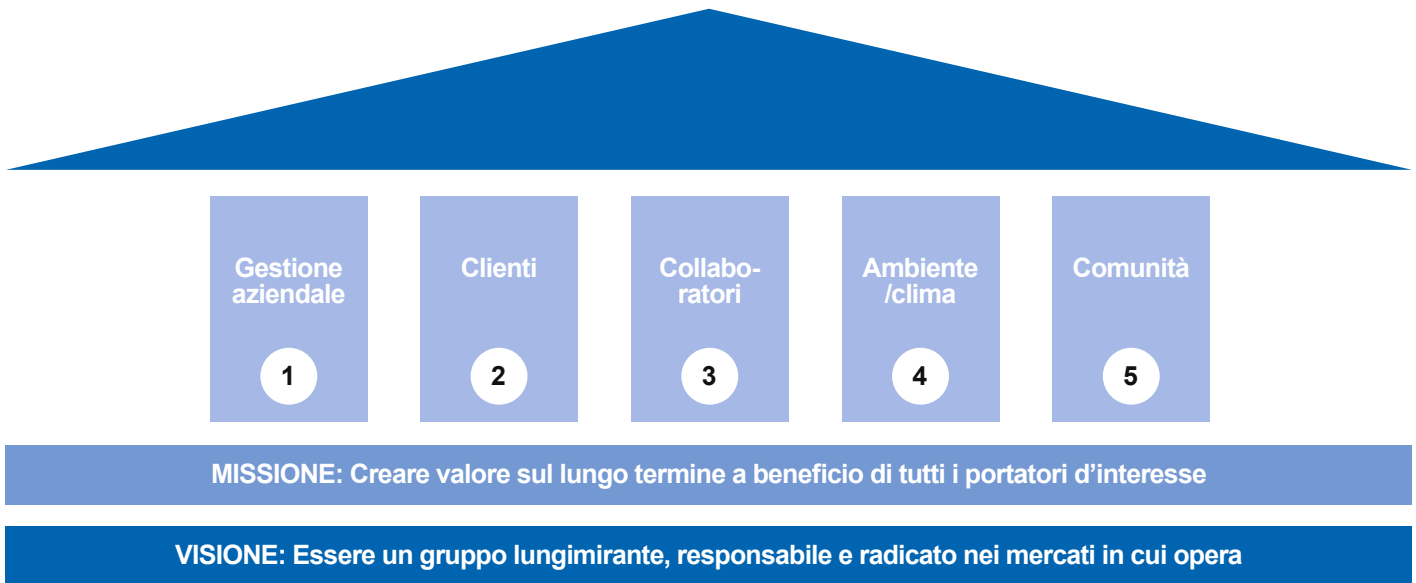 Gestione
aziendale
1
Clienti
2
Collabo-
ratori
3
Ambiente
/clima
4
Comunità
5
MISSIONE: Creare valore sul lungo termine a beneficio di tutti i portatori d’interesse
VISIONE: Essere un gruppo lungimirante, responsabile e radicato nei mercati in cui opera